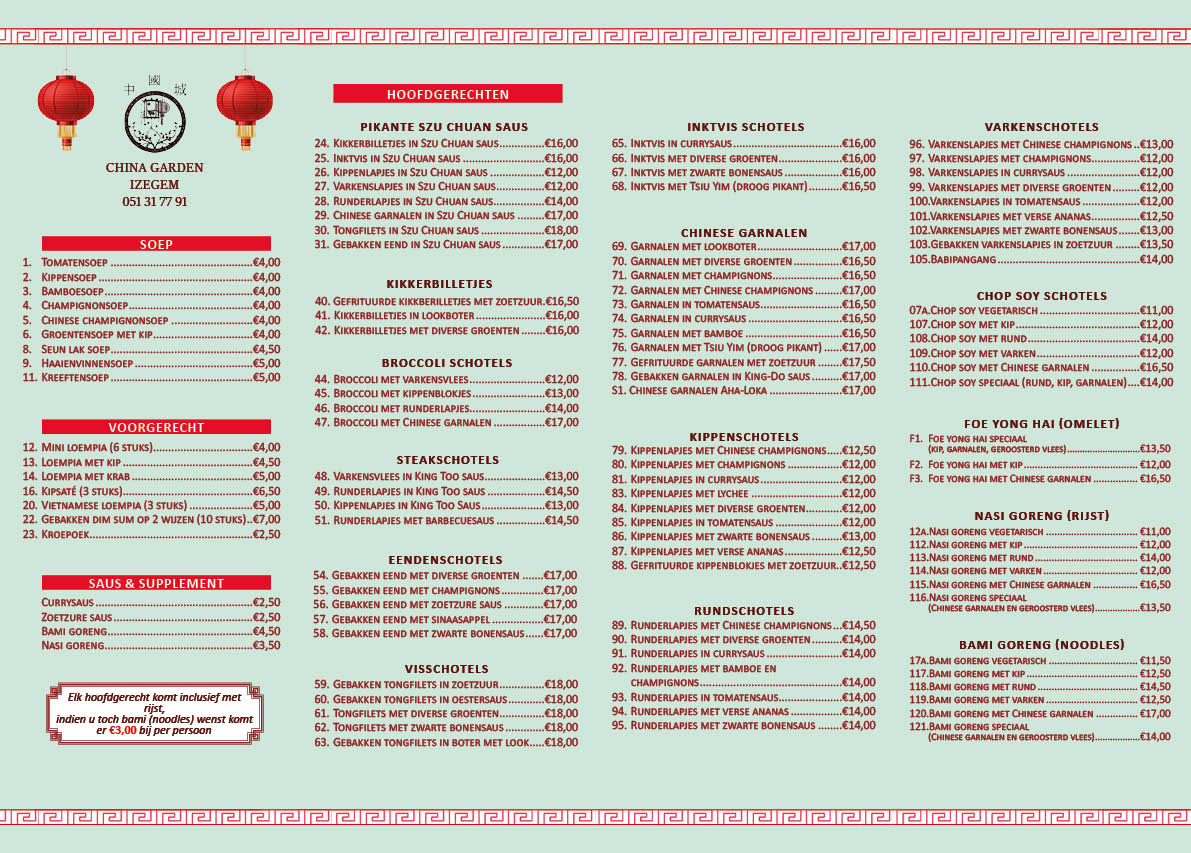 中 國 城
CHINA GARDEN
IZEGEM
051 31 77 91
SOEP
1. Tomatensoep ........ €4,00
2. Kippensoep ........ €4,00
3. Bamboesoep ........ €4,00
4. Champignonsoep ........ €4,00
5. Chinese champignonsoep ........ €4,00
6. Groentensoep met kip ........ €4,00
8. Seun lak soep ........ €4,50
9. Haaienvinnensoep ........ €5,00
11. Kreeftensoep ........ €5,00
VOORGERECHT
12. Mini loempia (6 stuks) ........ €4,00
13. Loempia met kip ........ €4,50
14. Loempia met krab ........ €5,00
16. Kipsaté (3 stuks) ........ €6,50
20. Vietnamese loempia (3 stuks) ........ €5,00
22. Gebakken dim sum op 2 wijzen (10 stuks)..€7,00
23. Kroepoek ........ €2,50
SAUS & SUPPLEMENT
Currysaus ........ €2,50
Zoetzure saus ........ €2,50
Bami goreng ........ €4,50
Nasi goreng ........ €3,50
Elk hoofdgerecht komt inclusief met
rijst,
indien u toch bami (noodles) wenst komt
er €3,00 bij per persoon
HOOFDGERECHTEN
PIKANTE SZU CHUAN SAUS
24. Kikkerbilletjes in Szu Chuan saus ........ €16,00
25. Inktvis in Szu Chuan saus ........ €16,00
26. Kippenlapjes in Szu Chuan saus ........ €12,00
27. Varkenslapjes in Szu Chuan saus ........ €12,00
28. Runderlapjes in Szu Chuan saus ........ €14,00
29. Chinese garnalen in Szu Chuan saus ........ €17,00
30. Tongfilets in Szu Chuan saus ........ €18,00
31. Gebakken eend in Szu Chuan saus ........ €17,00
KIKKERBILLETJES
40. Gefrituurde kikkberilletjes met zoetzuur.€16,50
41. Kikkerbilletjes in lookboter ........ €16,00
42. Kikkerbilletjes met diverse groenten ........ €16,00
BROCCOLI SCHOTELS
44. Broccoli met varkensvlees ........ €12,00
45. Broccoli met kippenblokjes ........ €13,00
46. Broccoli met runderlapjes ........ €14,00
47. Broccoli met Chinese garnalen ........ €17,00
STEAKSCHOTELS
48. Varkensvlees in King Too saus ........ €13,00
49. Runderlapjes in King Too saus ........ €14,50
50. Kippenlapjes in King Too Saus ........ €13,00
51. Runderlapjes met barbecuesaus ........ €14,50
EENDENSCHOTELS
54. Gebakken eend met diverse groenten ........ €17,00
55. Gebakken eend met champignons ........ €17,00
56. Gebakken eend met zoetzure saus ........ €17,00
57. Gebakken eend met sinaasappel ........ €17,00
58. Gebakken eend met zwarte bonensaus ........ €17,00
VISSCHOTELS
59. Gebakken tongfilets in zoetzuur ........ €18,00
60. Gebakken tongfilets in oestersaus ........ €18,00
61. Tongfilets met diverse groenten ........ €18,00
62. Tongfilets met zwarte bonensaus ........ €18,00
63. Gebakken tongfilets in boter met look ........ €18,00
INKTVIS SCHOTELS
65. Inktvis in currysaus ........ €16,00
66. Inktvis met diverse groenten ........ €16,00
67. Inktvis met zwarte bonensaus ........ €16,00
68. Inktvis met Tsiu Yim (droog pikant) ........ €16,50
CHINESE GARNALEN
69. Garnalen met lookboter ........ €17,00
70. Garnalen met diverse groenten ........ €16,50
71. Garnalen met champignons ........ €16,50
72. Garnalen met Chinese champignons ........ €17,00
73. Garnalen in tomatensaus ........ €16,50
74. Garnalen in currysaus ........ €16,50
75. Garnalen met bamboe ........ €16,50
76. Garnalen met Tsiu Yim (droog pikant) ........ €17,00
77. Gefrituurde garnalen met zoetzuur ........ €17,50
78. Gebakken garnalen in King-Do saus ........ €17,00
S1. Chinese garnalen Aha-Loka ........ €17,00
KIPPENSCHOTELS
79. Kippenlapjes met Chinese champignons ........ €12,50
80. Kippenlapjes met champignons ........ €12,00
81. Kippenlapjes in currysaus ........ €12,00
83. Kippenlapjes met lychee ........ €12,00
84. Kippenlapjes met diverse groenten ........ €12,00
85. Kippenlapjes in tomatensaus ........ €12,00
86. Kippenlapjes met zwarte bonensaus ........ €13,00
87. Kippenlapjes met verse ananas ........ €12,50
88. Gefrituurde kippenblokjes met zoetzuur..€12,50
RUNDSCHOTELS
89. Runderlapjes met Chinese champignons ...€14,50
90. Runderlapjes met diverse groenten ........ €14,00
91. Runderlapjes in currysaus ........ €14,00
92. Runderlapjes met bamboe en
champignons ........ €14,00
93. Runderlapjes in tomatensaus ........ €14,00
94. Runderlapjes met verse ananas ........ €14,00
95. Runderlapjes met zwarte bonensaus ........ €14,00
VARKENSCHOTELS
96. Varkenslapjes met Chinese champignons ..€13,00
97. Varkenslapjes met champignons ........ €12,00
98. Varkenslapjes in currysaus ........ €12,00
99. Varkenslapjes met diverse groenten ........ €12,00
100.Varkenslapjes in tomatensaus ........ €12,00
101.Varkenslapjes met verse ananas ........ €12,50
102.Varkenslapjes met zwarte bonensaus ........ €13,00
103.Gebakken varkenslapjes in zoetzuur ........ €13,50
105.Babipangang ........ €14,00
CHOP SOY SCHOTELS
07a.Chop soy vegetarisch ........ €11,00
107.Chop soy met kip ........ €12,00
108.Chop soy met rund ........ €14,00
109.Chop soy met varken ........ €12,00
110.Chop soy met Chinese garnalen ........ €16,50
111.Chop soy speciaal (rund, kip, garnalen) ....€14,00
FOE YONG HAI (OMELET)
F1. Foe yong hai speciaal
(kip, garnalen, geroosterd vlees) ........ €13,50
F2. Foe yong hai met kip ........ €12,00
F3. Foe yong hai met Chinese garnalen ........ €16,50
NASI GORENG (RIJST)
12a.Nasi goreng vegetarisch ........ €11,00
112.Nasi goreng met kip ........ €12,00
113.Nasi goreng met rund ........ €14,00
114.Nasi goreng met varken ........ €12,00
115.Nasi goreng met Chinese garnalen ........ €16,50
116.Nasi goreng speciaal
(Chinese garnalen en geroosterd vlees) ........ €13,50
BAMI GORENG (NOODLES)
17a.Bami goreng vegetarisch ........ €11,50
117.Bami goreng met kip ........ €12,50
118.Bami goreng met rund ........ €14,50
119.Bami goreng met varken ........ €12,50
120.Bami goreng met Chinese garnalen ........ €17,00
121.Bami goreng speciaal
(Chinese garnalen en geroosterd vlees) ........ €14,00